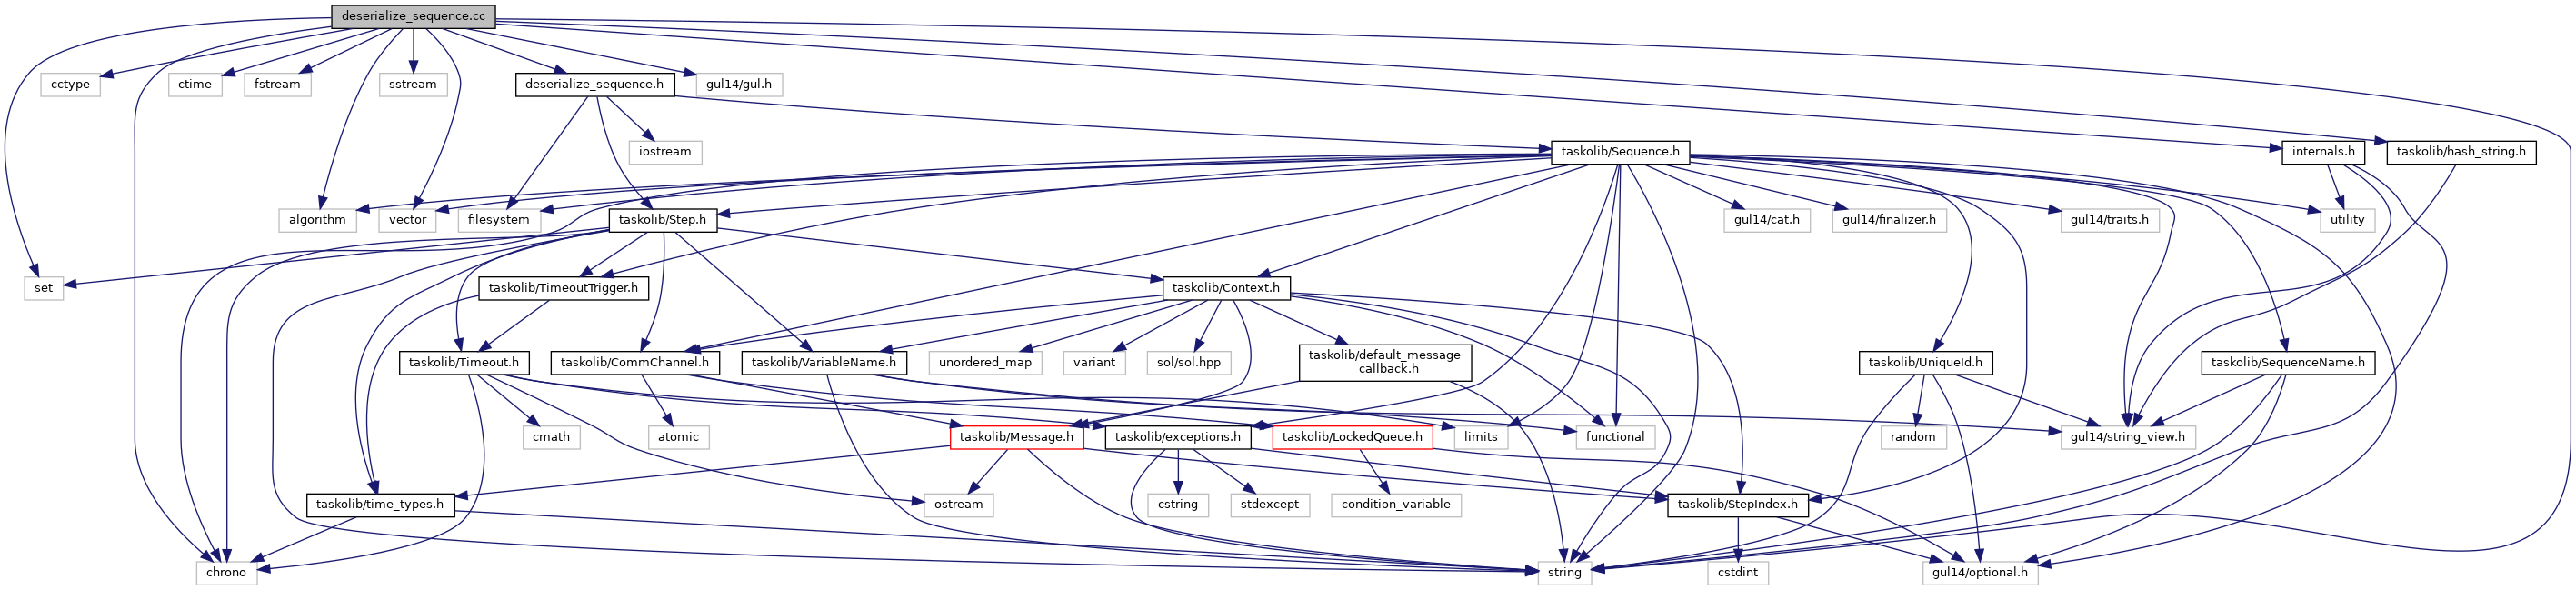 deserialize_sequence.cc
cctype
ctime
fstream
sstream
deserialize_sequence.h
gul14/gul.h
iostream
taskolib/Sequence.h
internals.h
taskolib/hash_string.h
algorithm
vector
filesystem
taskolib/Step.h
gul14/cat.h
gul14/finalizer.h
gul14/traits.h
utility
set
taskolib/TimeoutTrigger.h
taskolib/Context.h
taskolib/Timeout.h
taskolib/CommChannel.h
taskolib/VariableName.h
unordered_map
variant
sol/sol.hpp
taskolib/default_message
_callback.h
taskolib/UniqueId.h
taskolib/SequenceName.h
cmath
atomic
taskolib/Message.h
taskolib/exceptions.h
taskolib/LockedQueue.h
limits
functional
random
gul14/string_view.h
taskolib/time_types.h
ostream
cstring
stdexcept
condition_variable
taskolib/StepIndex.h
chrono
string
cstdint
gul14/optional.h